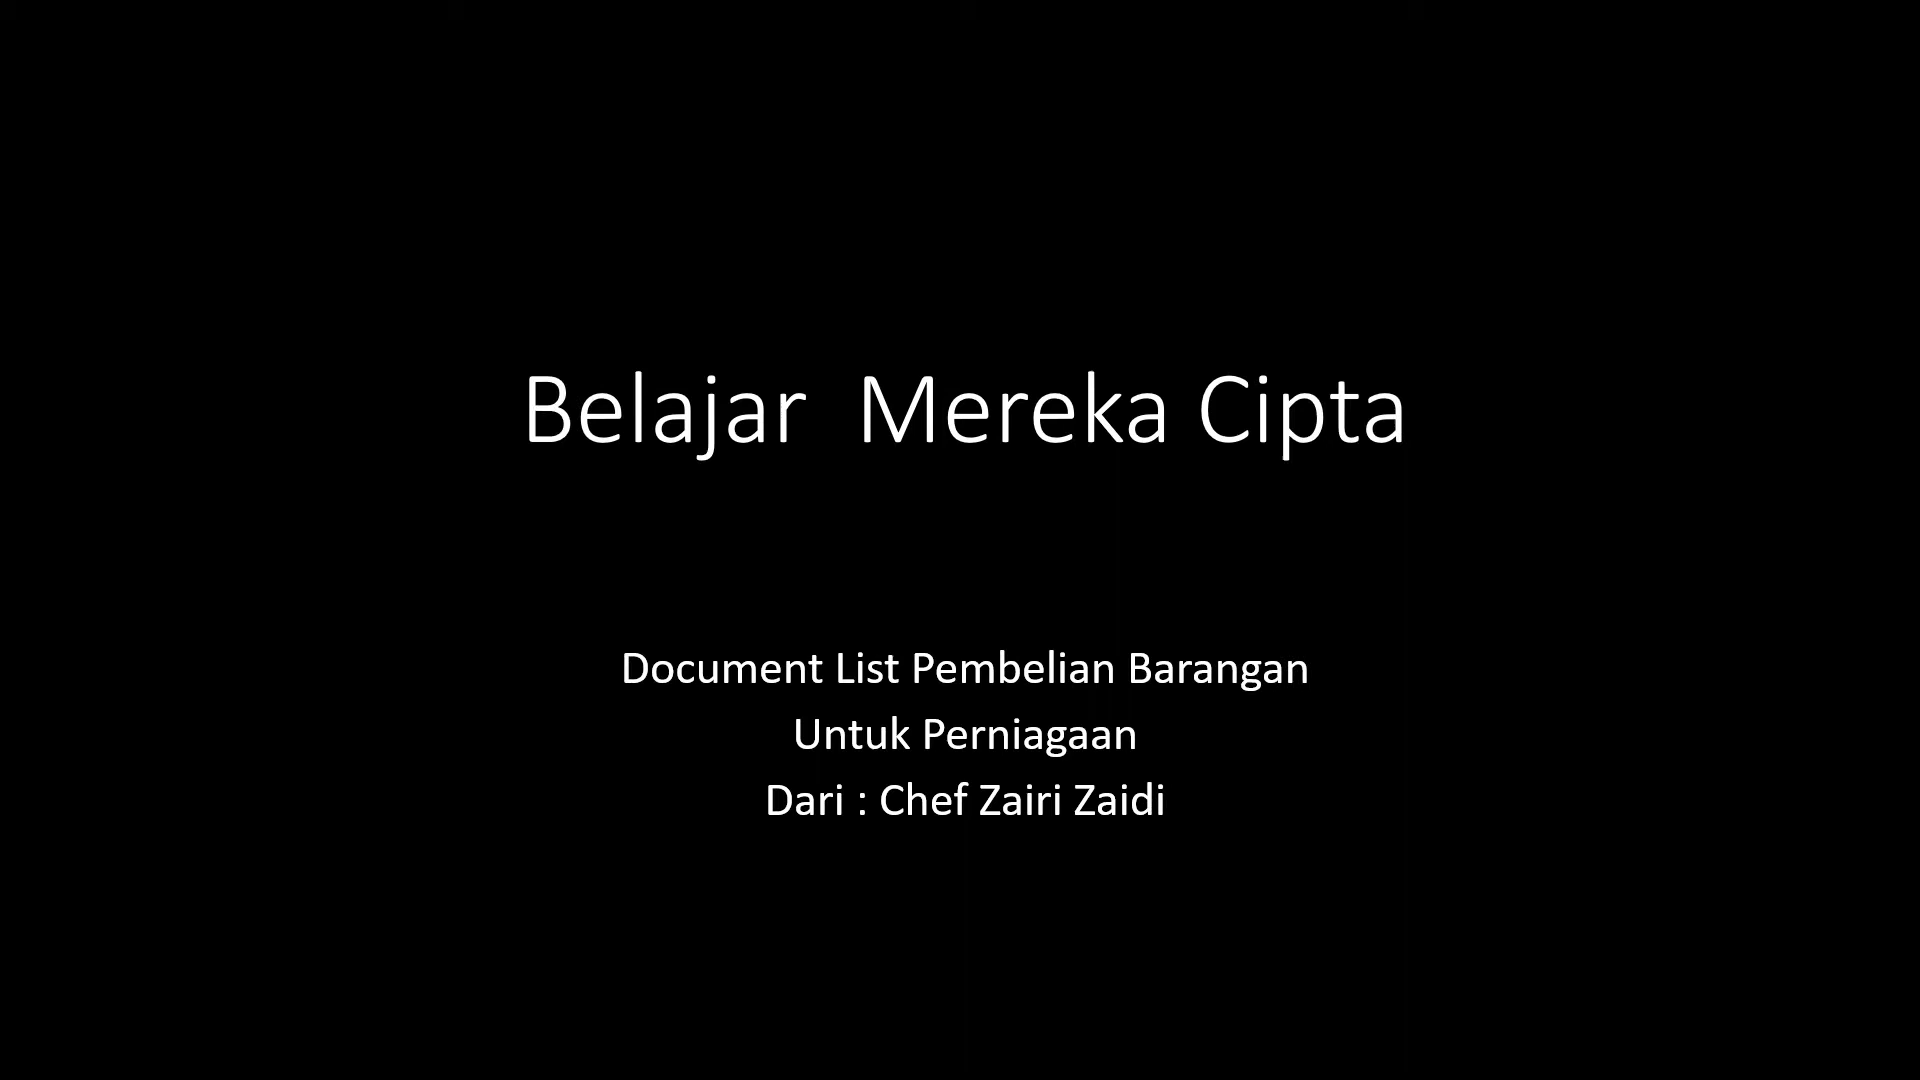 Belajar  Mereka Cipta
Document List Pembelian Barangan
Untuk Perniagaan
Dari : Chef Zairi Zaidi